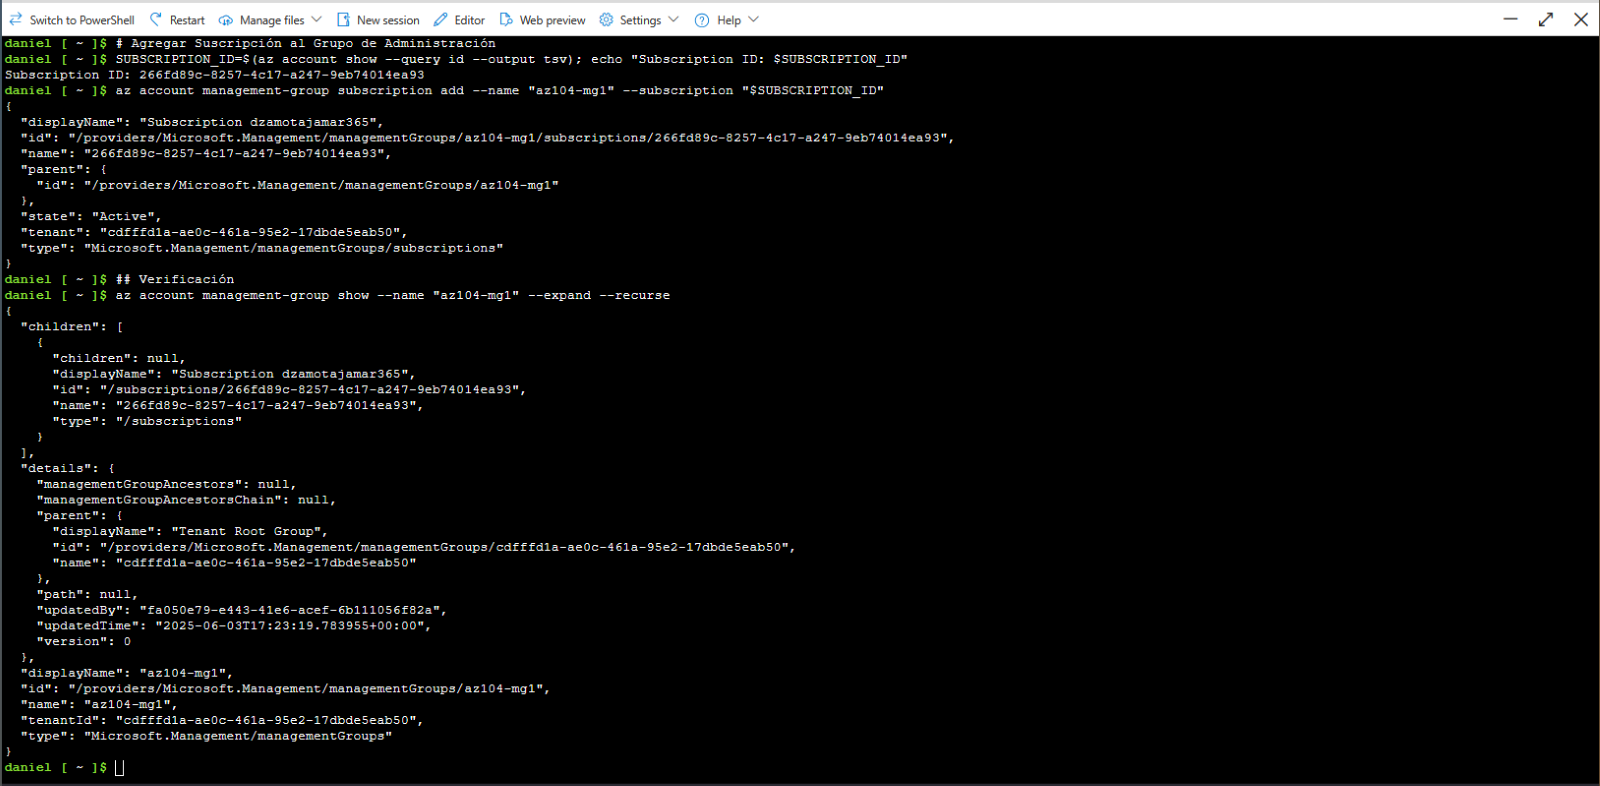 Switch to PowerShell Restart Manage files New session Editor Web preview Settings Help
daniel [ ~ ]$ # Agregar Suscripción al Grupo de Administración
daniel [ ~ ]$ SUBSCRIPTION_ID=$(az account show --query id --output tsv); echo "Subscription ID: $SUBSCRIPTION_ID"
Subscription ID: 266fd89c-8257-4c17-a247-9eb74014ea93
daniel [ ~ ]$ az account management-group subscription add --name "az104-mg1" --subscription "$SUBSCRIPTION_ID"
{
  "displayName": "Subscription dzamotajamar365",
  "id": "/providers/Microsoft.Management/managementGroups/az104-mg1/subscriptions/266fd89c-8257-4c17-a247-9eb74014ea93",
  "name": "266fd89c-8257-4c17-a247-9eb74014ea93",
  "parent": {
    "id": "/providers/Microsoft.Management/managementGroups/az104-mg1"
  },
  "state": "Active",
  "tenant": "cdfffd1a-ae0c-461a-95e2-17dbde5eab50",
  "type": "Microsoft.Management/managementGroups/subscriptions"
}
daniel [ ~ ]$ ## Verificación
daniel [ ~ ]$ az account management-group show --name "az104-mg1" --expand --recurse
{
  "children": [
    {
      "children": null,
      "displayName": "Subscription dzamotajamar365",
      "id": "/subscriptions/266fd89c-8257-4c17-a247-9eb74014ea93",
      "name": "266fd89c-8257-4c17-a247-9eb74014ea93",
      "type": "/subscriptions"
    }
  ],
  "details": {
    "managementGroupAncestors": null,
    "managementGroupAncestorsChain": null,
    "parent": {
      "displayName": "Tenant Root Group",
      "id": "/providers/Microsoft.Management/managementGroups/cdfffd1a-ae0c-461a-95e2-17dbde5eab50",
      "name": "cdfffd1a-ae0c-461a-95e2-17dbde5eab50"
    },
    "path": null,
    "updatedBy": "fa050e79-e443-41e6-acef-6b111056f82a",
    "updatedTime": "2025-06-03T17:23:19.783955+00:00",
    "version": 0
  },
  "displayName": "az104-mg1",
  "id": "/providers/Microsoft.Management/managementGroups/az104-mg1",
  "name": "az104-mg1",
  "tenantId": "cdfffd1a-ae0c-461a-95e2-17dbde5eab50",
  "type": "Microsoft.Management/managementGroups"
}
daniel [ ~ ]$